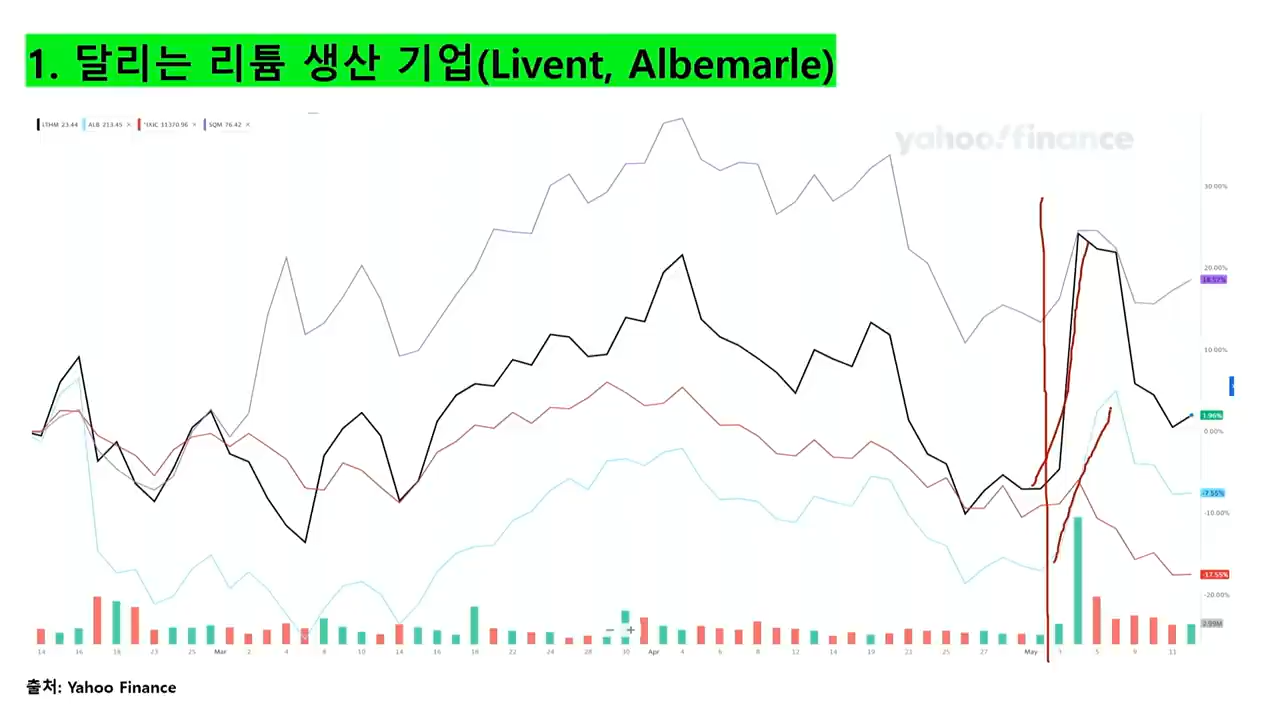 1. 달리는 리튬 생산 기업(Livent, Albemarle)
LTHM 23.44 ALB 213.45 × ^IXIC 11370.96 × SQM 76.42 ×
yahoo!finance
30.00%
20.00%
18.57%
10.00%
1.96%
0.00%
-7.55%
-10.00%
-17.55%
-20.00%
2.99M
14 16 18 23 25 Mar 2 4 8 10 14 16 18 22 24 28 30 Apr 4 6 8 12 14 19 21 25 27 May 3 5 9 11
출처: Yahoo Finance